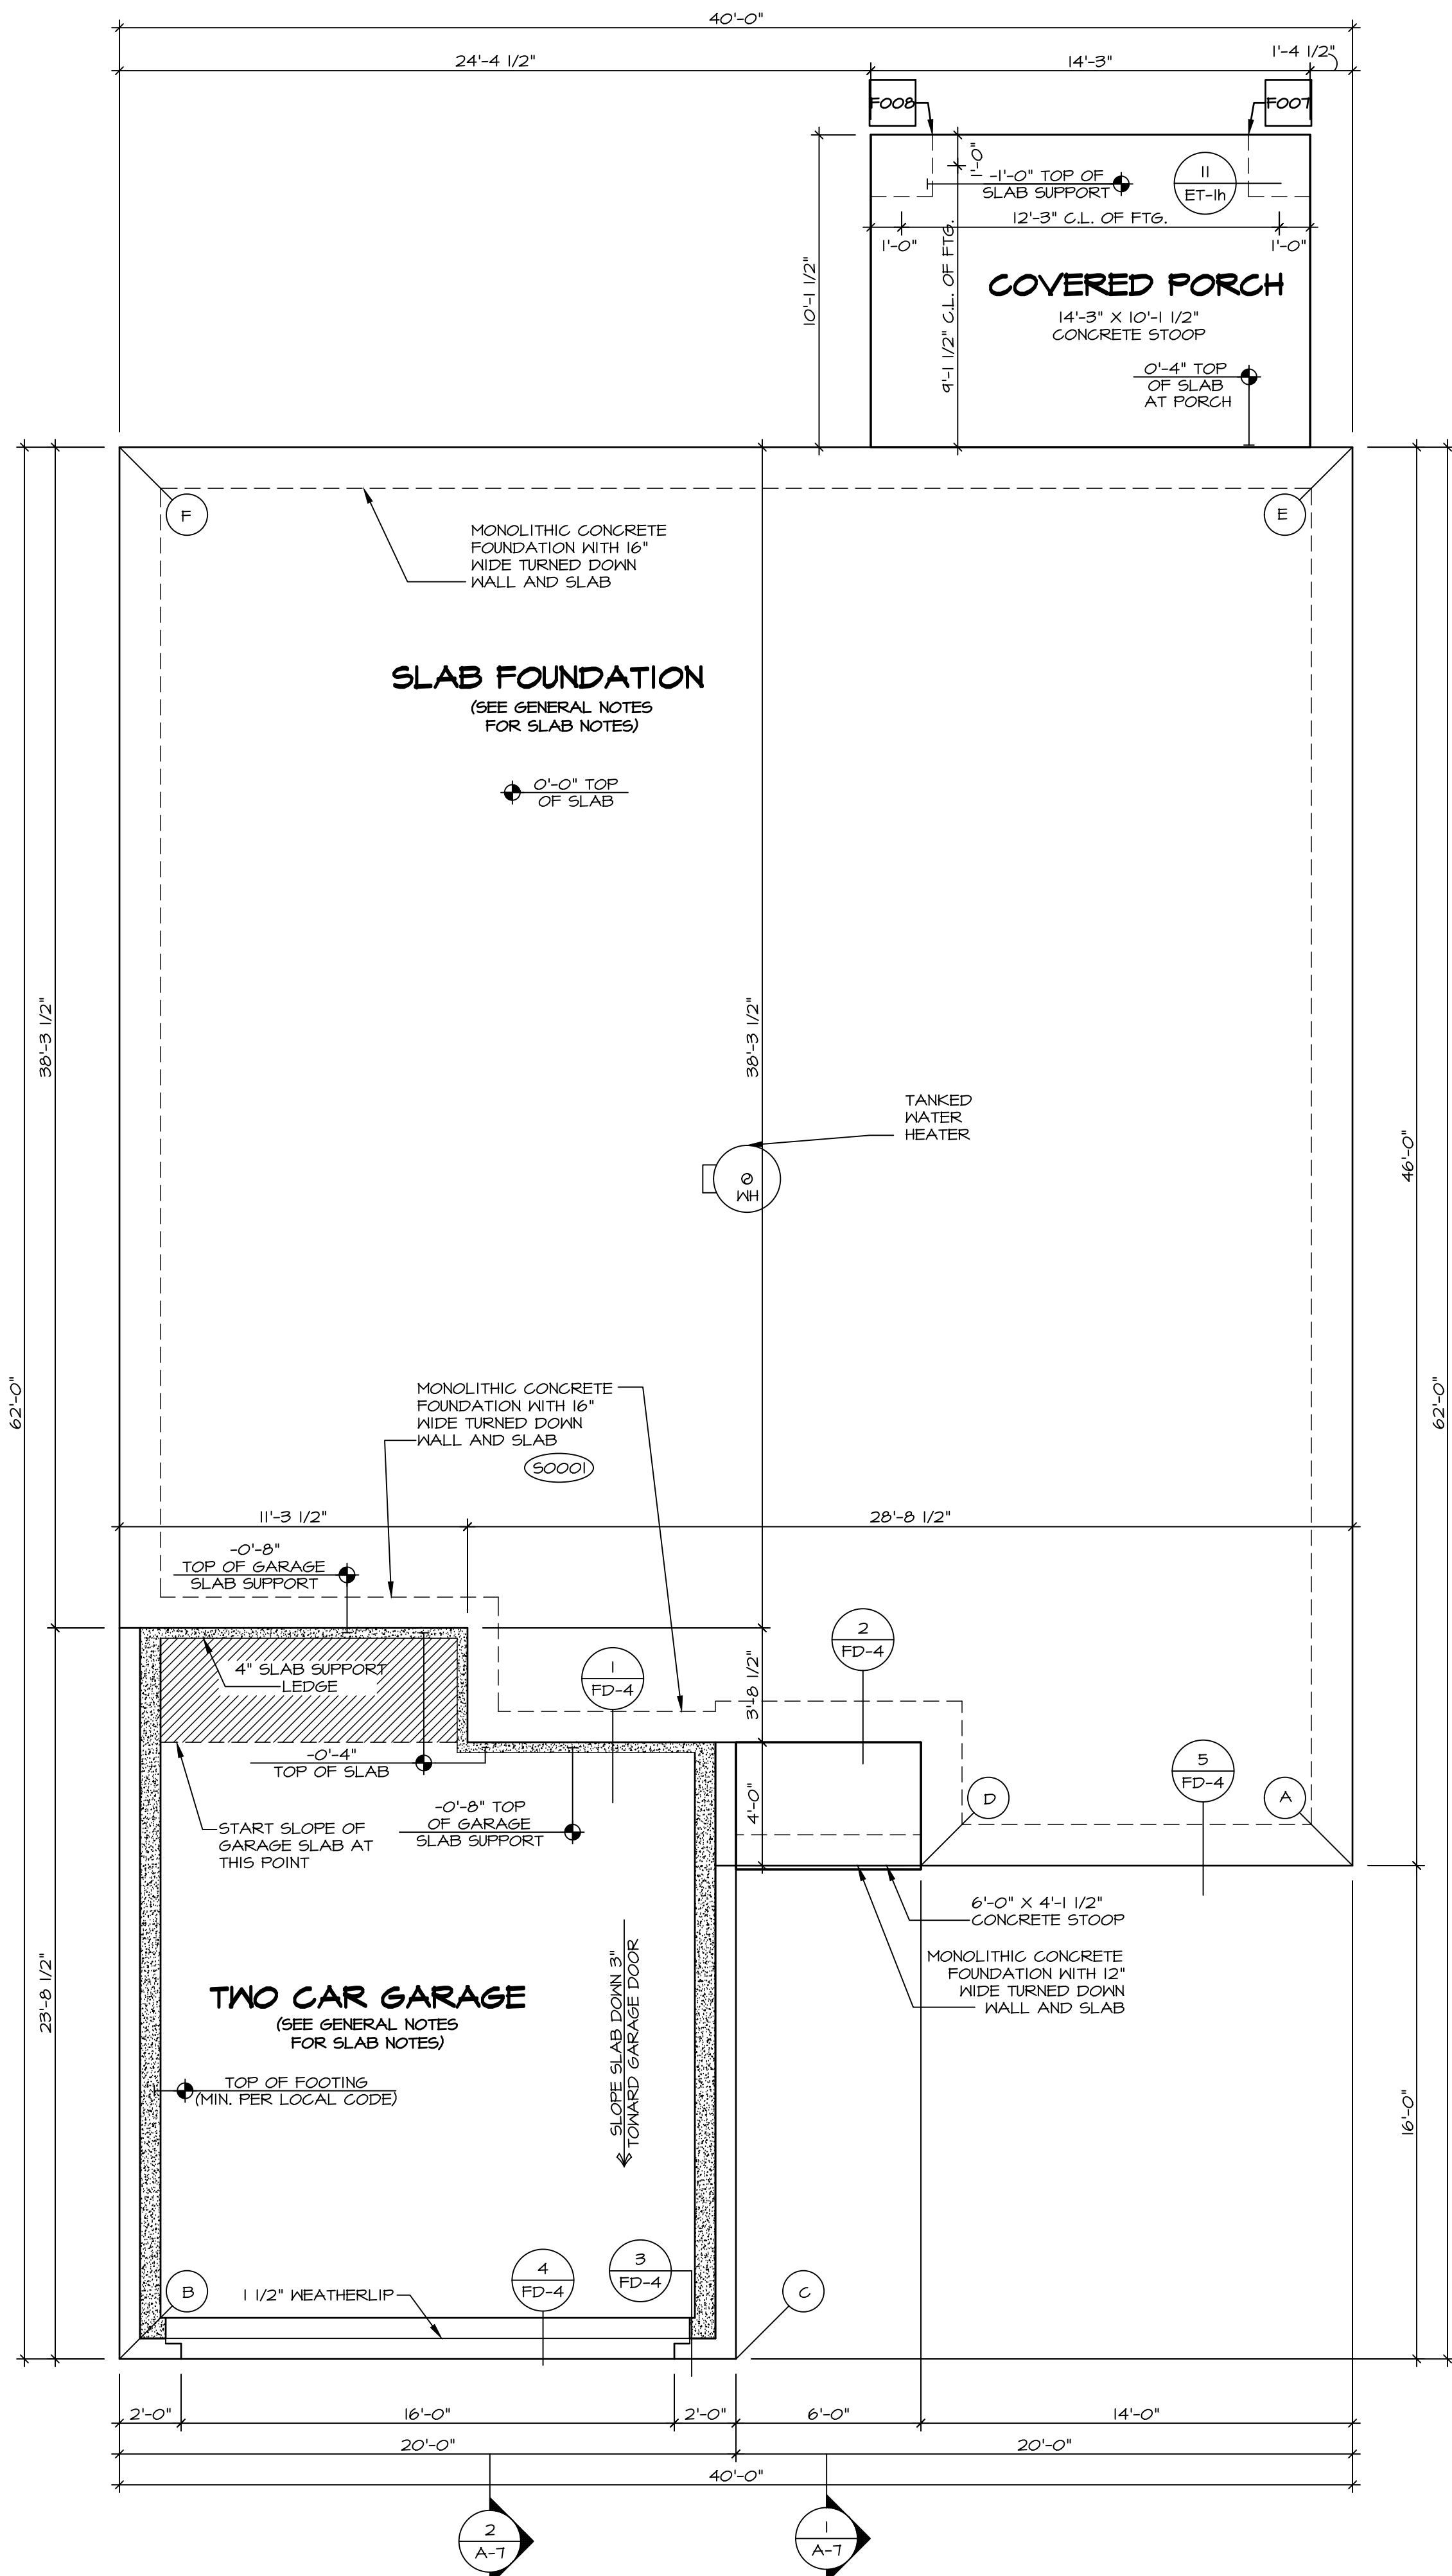 40'-0"
24'-4 1/2"
14'-3"
1'-4 1/2"
F008
F007
1'-0"
-1'-0" TOP OF
SLAB SUPPORT
11
ET-1h
12'-3" C.L. OF FTG.
1'-0"
1'-0"
10'-1 1/2"
9'-1 1/2" C.L. OF FTG.
COVERED PORCH
14'-3" X 10'-1 1/2"
CONCRETE STOOP
0'-4" TOP
OF SLAB
AT PORCH
F
E
MONOLITHIC CONCRETE
FOUNDATION WITH 16"
WIDE TURNED DOWN
WALL AND SLAB
SLAB FOUNDATION
(SEE GENERAL NOTES
FOR SLAB NOTES)
0'-0" TOP
OF SLAB
38'-3 1/2"
38'-3 1/2"
TANKED
WATER
HEATER
WH
46'-0"
62'-0"
62'-0"
MONOLITHIC CONCRETE
FOUNDATION WITH 16"
WIDE TURNED DOWN
WALL AND SLAB
S0001
11'-3 1/2"
28'-8 1/2"
-0'-8"
TOP OF GARAGE
SLAB SUPPORT
4" SLAB SUPPORT
LEDGE
1
FD-4
2
FD-4
3'-8 1/2"
-0'-4"
TOP OF SLAB
5
FD-4
4'-0"
D
A
-0'-8" TOP
OF GARAGE
SLAB SUPPORT
START SLOPE OF
GARAGE SLAB AT
THIS POINT
6'-0" X 4'-1 1/2"
CONCRETE STOOP
MONOLITHIC CONCRETE
FOUNDATION WITH 12"
WIDE TURNED DOWN
WALL AND SLAB
23'-8 1/2"
TWO CAR GARAGE
(SEE GENERAL NOTES
FOR SLAB NOTES)
SLOPE SLAB DOWN 3"
TOWARD GARAGE DOOR
TOP OF FOOTING
(MIN. PER LOCAL CODE)
16'-0"
B
1 1/2" WEATHERLIP
4
FD-4
3
FD-4
C
2'-0"
16'-0"
2'-0"
6'-0"
14'-0"
20'-0"
20'-0"
40'-0"
2
A-7
1
A-7